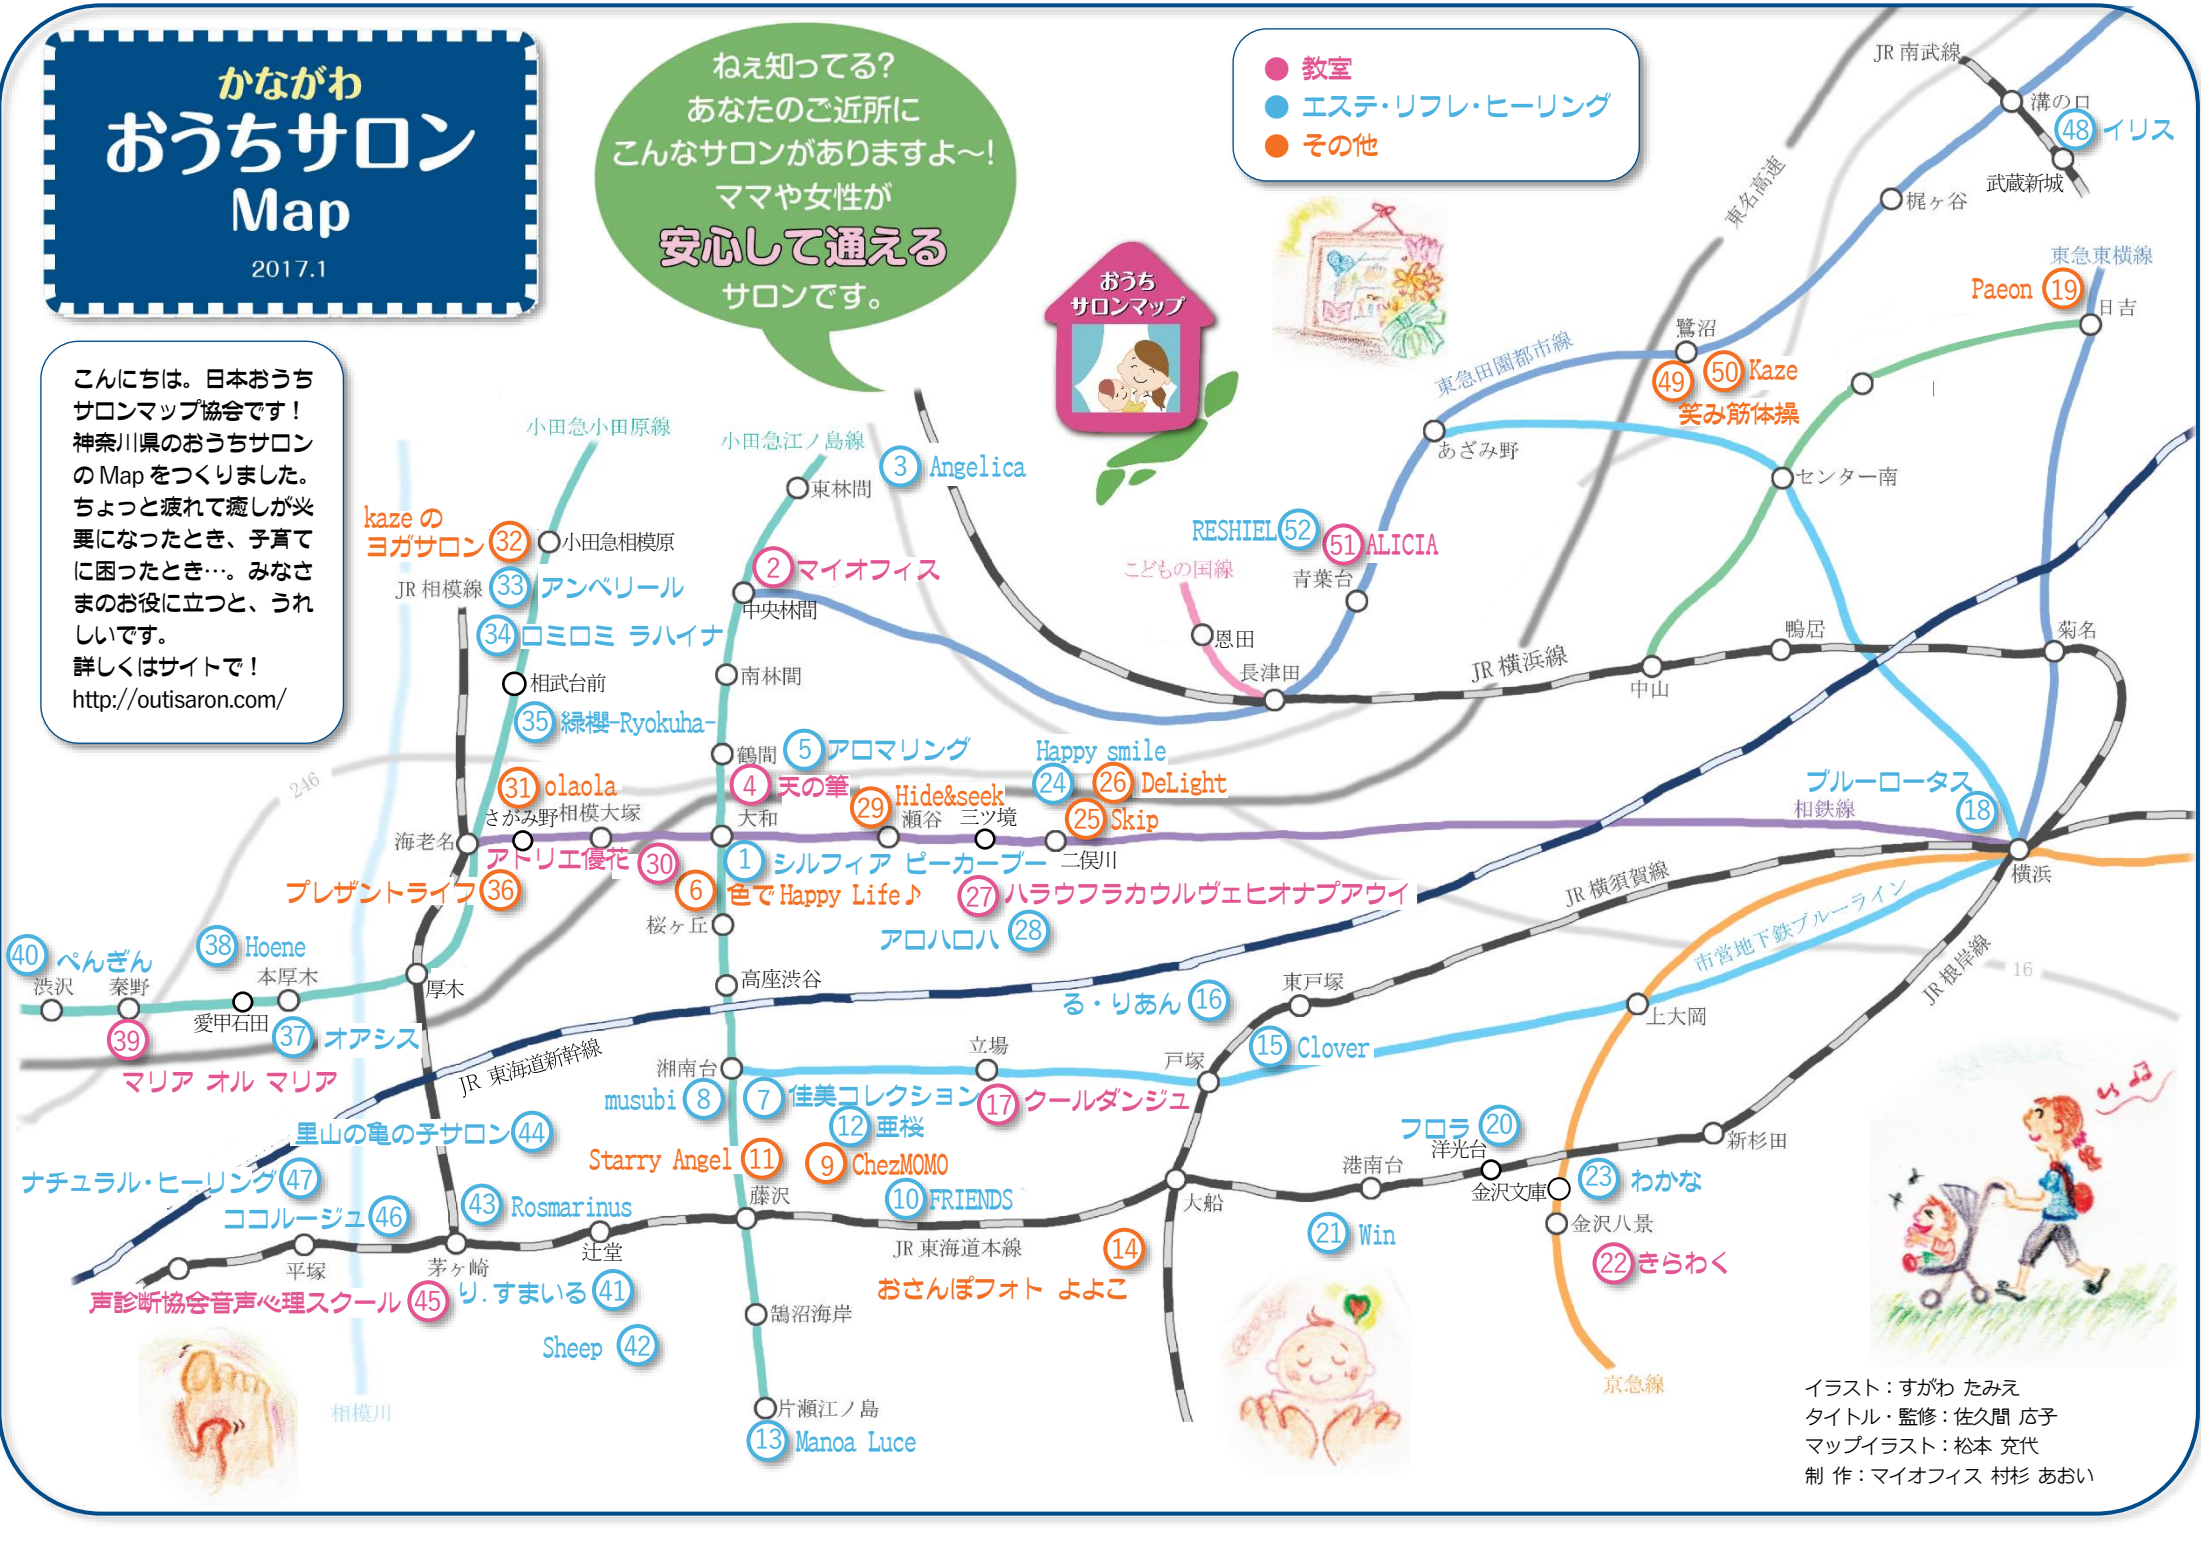 かながわ
おうちサロン
Map
2017.1
ねぇ知ってる?
あなたのご近所に
こんなサロンがありますよ〜!
ママや女性が
安心して通える
サロンです。
● 教室
● エステ・リフレ・ヒーリング
● その他
おうち
サロンマップ
こんにちは。日本おうち
サロンマップ協会です!
神奈川県のおうちサロン
の Map をつくりました。
ちょっと疲れて癒しが必
要になったとき、子育て
に困ったとき…。みなさ
まのお役に立つと、うれ
しいです。
詳しくはサイトで!
http://outisaron.com/
JR 南武線
溝の口
48 イリス
武蔵新城
梶ヶ谷
東名高速
東急東横線
Paeon 19
日吉
鷺沼
49 50 Kaze
笑み筋体操
東急田園都市線
あざみ野
センター南
小田急小田原線
小田急江ノ島線
3 Angelica
東林間
kaze の
ヨガサロン 32
小田急相模原
JR 相模線
33 アンベリール
34 ロミロミ ラハイナ
相武台前
35 緑櫻-Ryokuha-
2 マイオフィス
中央林間
南林間
RESHIEL 52
51 ALICIA
青葉台
こどもの国線
恩田
長津田
JR 横浜線
中山
鴨居
菊名
246
鶴間
5 アロマリング
4 天の筆
Happy smile
24
26 DeLight
25 Skip
29 Hide&seek
瀬谷
三ツ境
二俣川
31 olaola
さがみ野
相模大塚
大和
海老名
アトリエ優花 30
1 シルフィア ピーカーブー
プレザントライフ 36
6 色で Happy Life♪
27 ハラウフラカウルヴェヒオナプアウイ
アロハロハ 28
桜ヶ丘
ブルーロータス
18
相鉄線
横浜
JR 横須賀線
市営地下鉄ブルーライン
JR 根岸線
16
40 ぺんぎん
渋沢
秦野
38 Hoene
本厚木
愛甲石田
37 オアシス
39
マリア オル マリア
厚木
高座渋谷
る・りあん 16
東戸塚
上大岡
15 Clover
戸塚
JR 東海道新幹線
湘南台
立場
musubi 8
7 佳美コレクション
17 クールダンジュ
12 亜桜
里山の亀の子サロン 44
Starry Angel 11
9 ChezMOMO
10 FRIENDS
藤沢
ナチュラル・ヒーリング 47
ココルージュ 46
43 Rosmarinus
辻堂
平塚
茅ヶ崎
JR 東海道本線
14
おさんぽフォト よよこ
大船
港南台
フロラ 20
洋光台
金沢文庫
23 わかな
新杉田
金沢八景
21 Win
22 きらわく
声診断協会音声心理スクール 45
り.すまいる 41
Sheep 42
鵠沼海岸
片瀬江ノ島
13 Manoa Luce
相模川
京急線
イラスト:すがわ たみえ
タイトル・監修:佐久間 広子
マップイラスト:松本 充代
制 作:マイオフィス 村杉 あおい